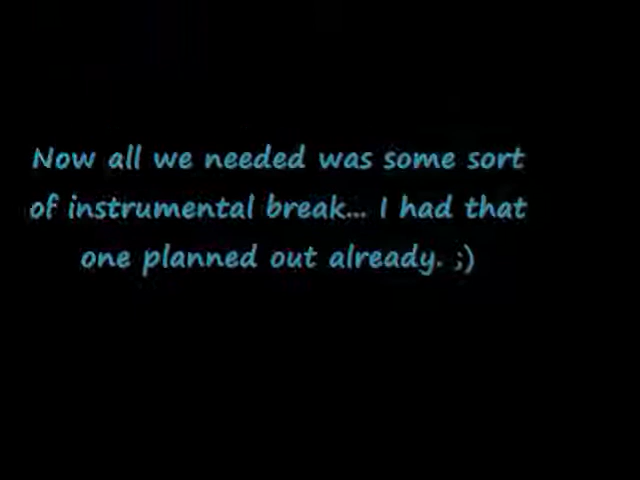 Now all we needed was some sort
of instrumental break... I had that
one planned out already. ;)